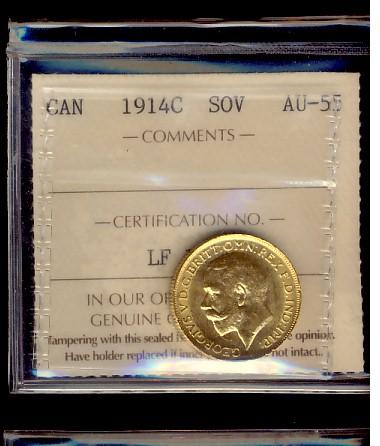 CAN 1914C SOV AU-55
— COMMENTS —
— CERTIFICATION NO. —
LF
IN OUR
GENUINE
GEORGIVS V D.G.BRITT:OMN:REX F.D.IND:IMP:
Tampering with this sealed opinion.
Have holder replaced if inner not intact.